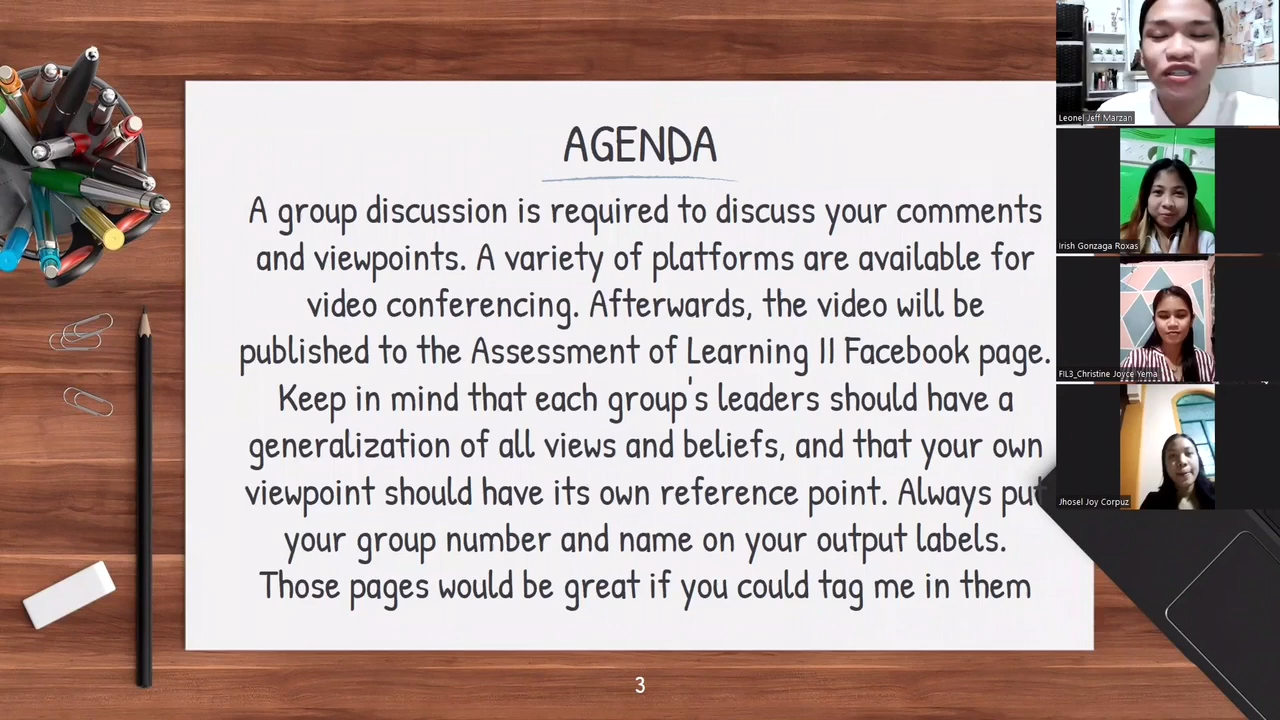 AGENDA
A group discussion is required to discuss your comments
and viewpoints. A variety of platforms are available for
video conferencing. Afterwards, the video will be
published to the Assessment of Learning II Facebook page.
Keep in mind that each group's leaders should have a
generalization of all views and beliefs, and that your own
viewpoint should have its own reference point. Always put
your group number and name on your output labels.
Those pages would be great if you could tag me in them
3
Leonel Jeff Marzan
Irish Gonzaga Roxas
FIL3_Christine Joyce Yema
Jhosel Joy Corpuz